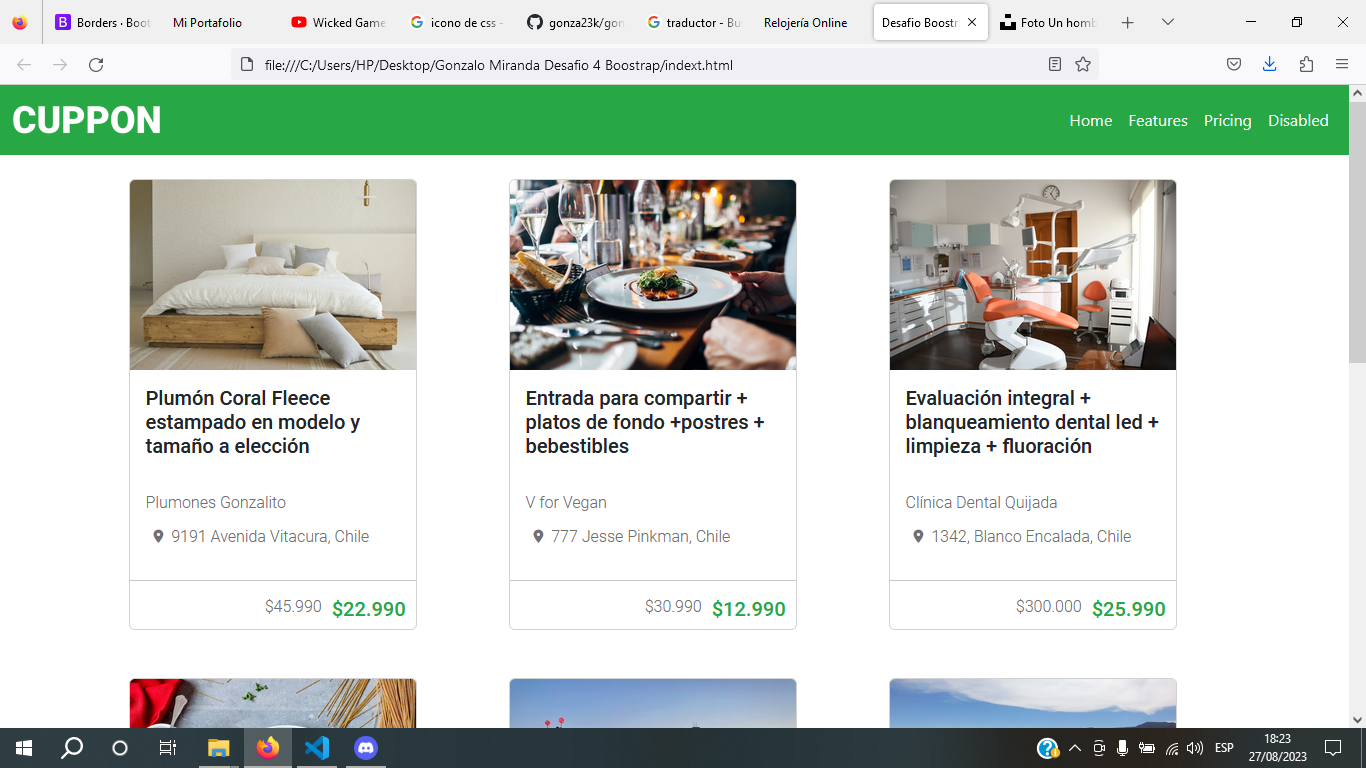 Borders · Boot
Mi Portafolio
Wicked Game
icono de css -
gonza23k/gon
traductor - Bu
Relojería Online
Desafio Boostr
Foto Un homb
file:///C:/Users/HP/Desktop/Gonzalo Miranda Desafio 4 Boostrap/indext.html
CUPPON
Home Features Pricing Disabled
Plumón Coral Fleece
estampado en modelo y
tamaño a elección
Plumones Gonzalito
9191 Avenida Vitacura, Chile
$45.990 $22.990
Entrada para compartir +
platos de fondo +postres +
bebestibles
V for Vegan
777 Jesse Pinkman, Chile
$30.990 $12.990
Evaluación integral +
blanqueamiento dental led +
limpieza + fluoración
Clínica Dental Quijada
1342, Blanco Encalada, Chile
$300.000 $25.990
ESP
18:23
27/08/2023